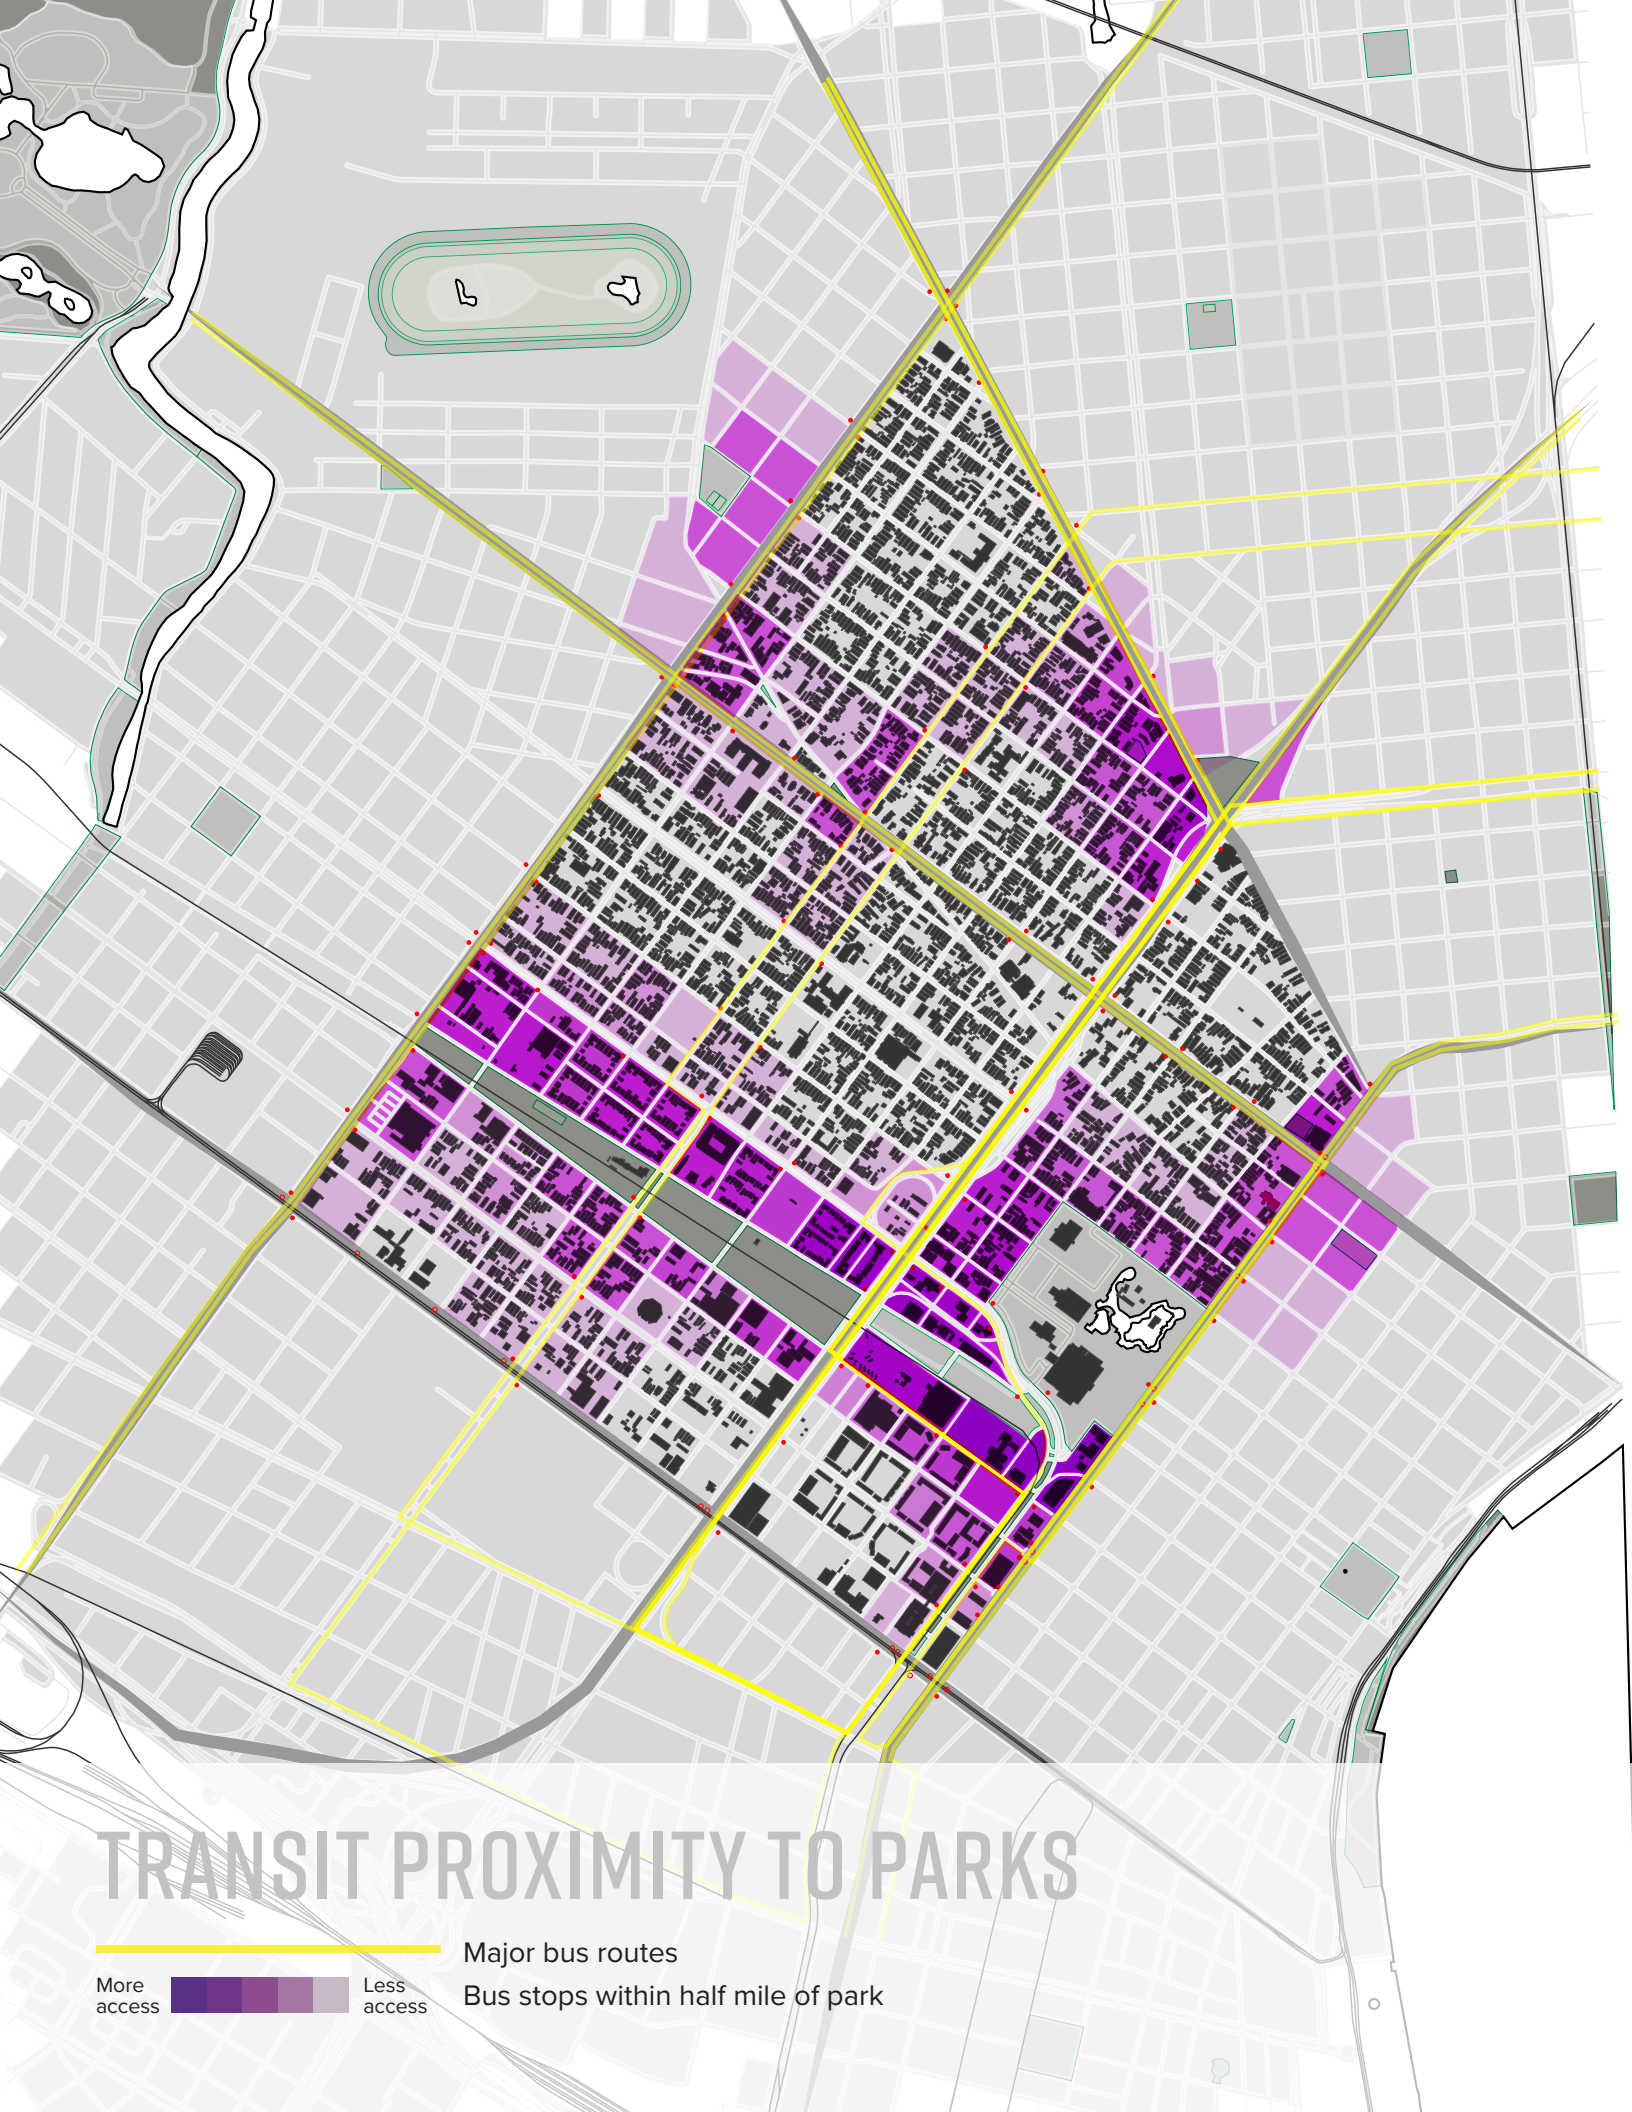 TRANSIT PROXIMITY TO PARKS
Major bus routes
More access
Less access
Bus stops within half mile of park